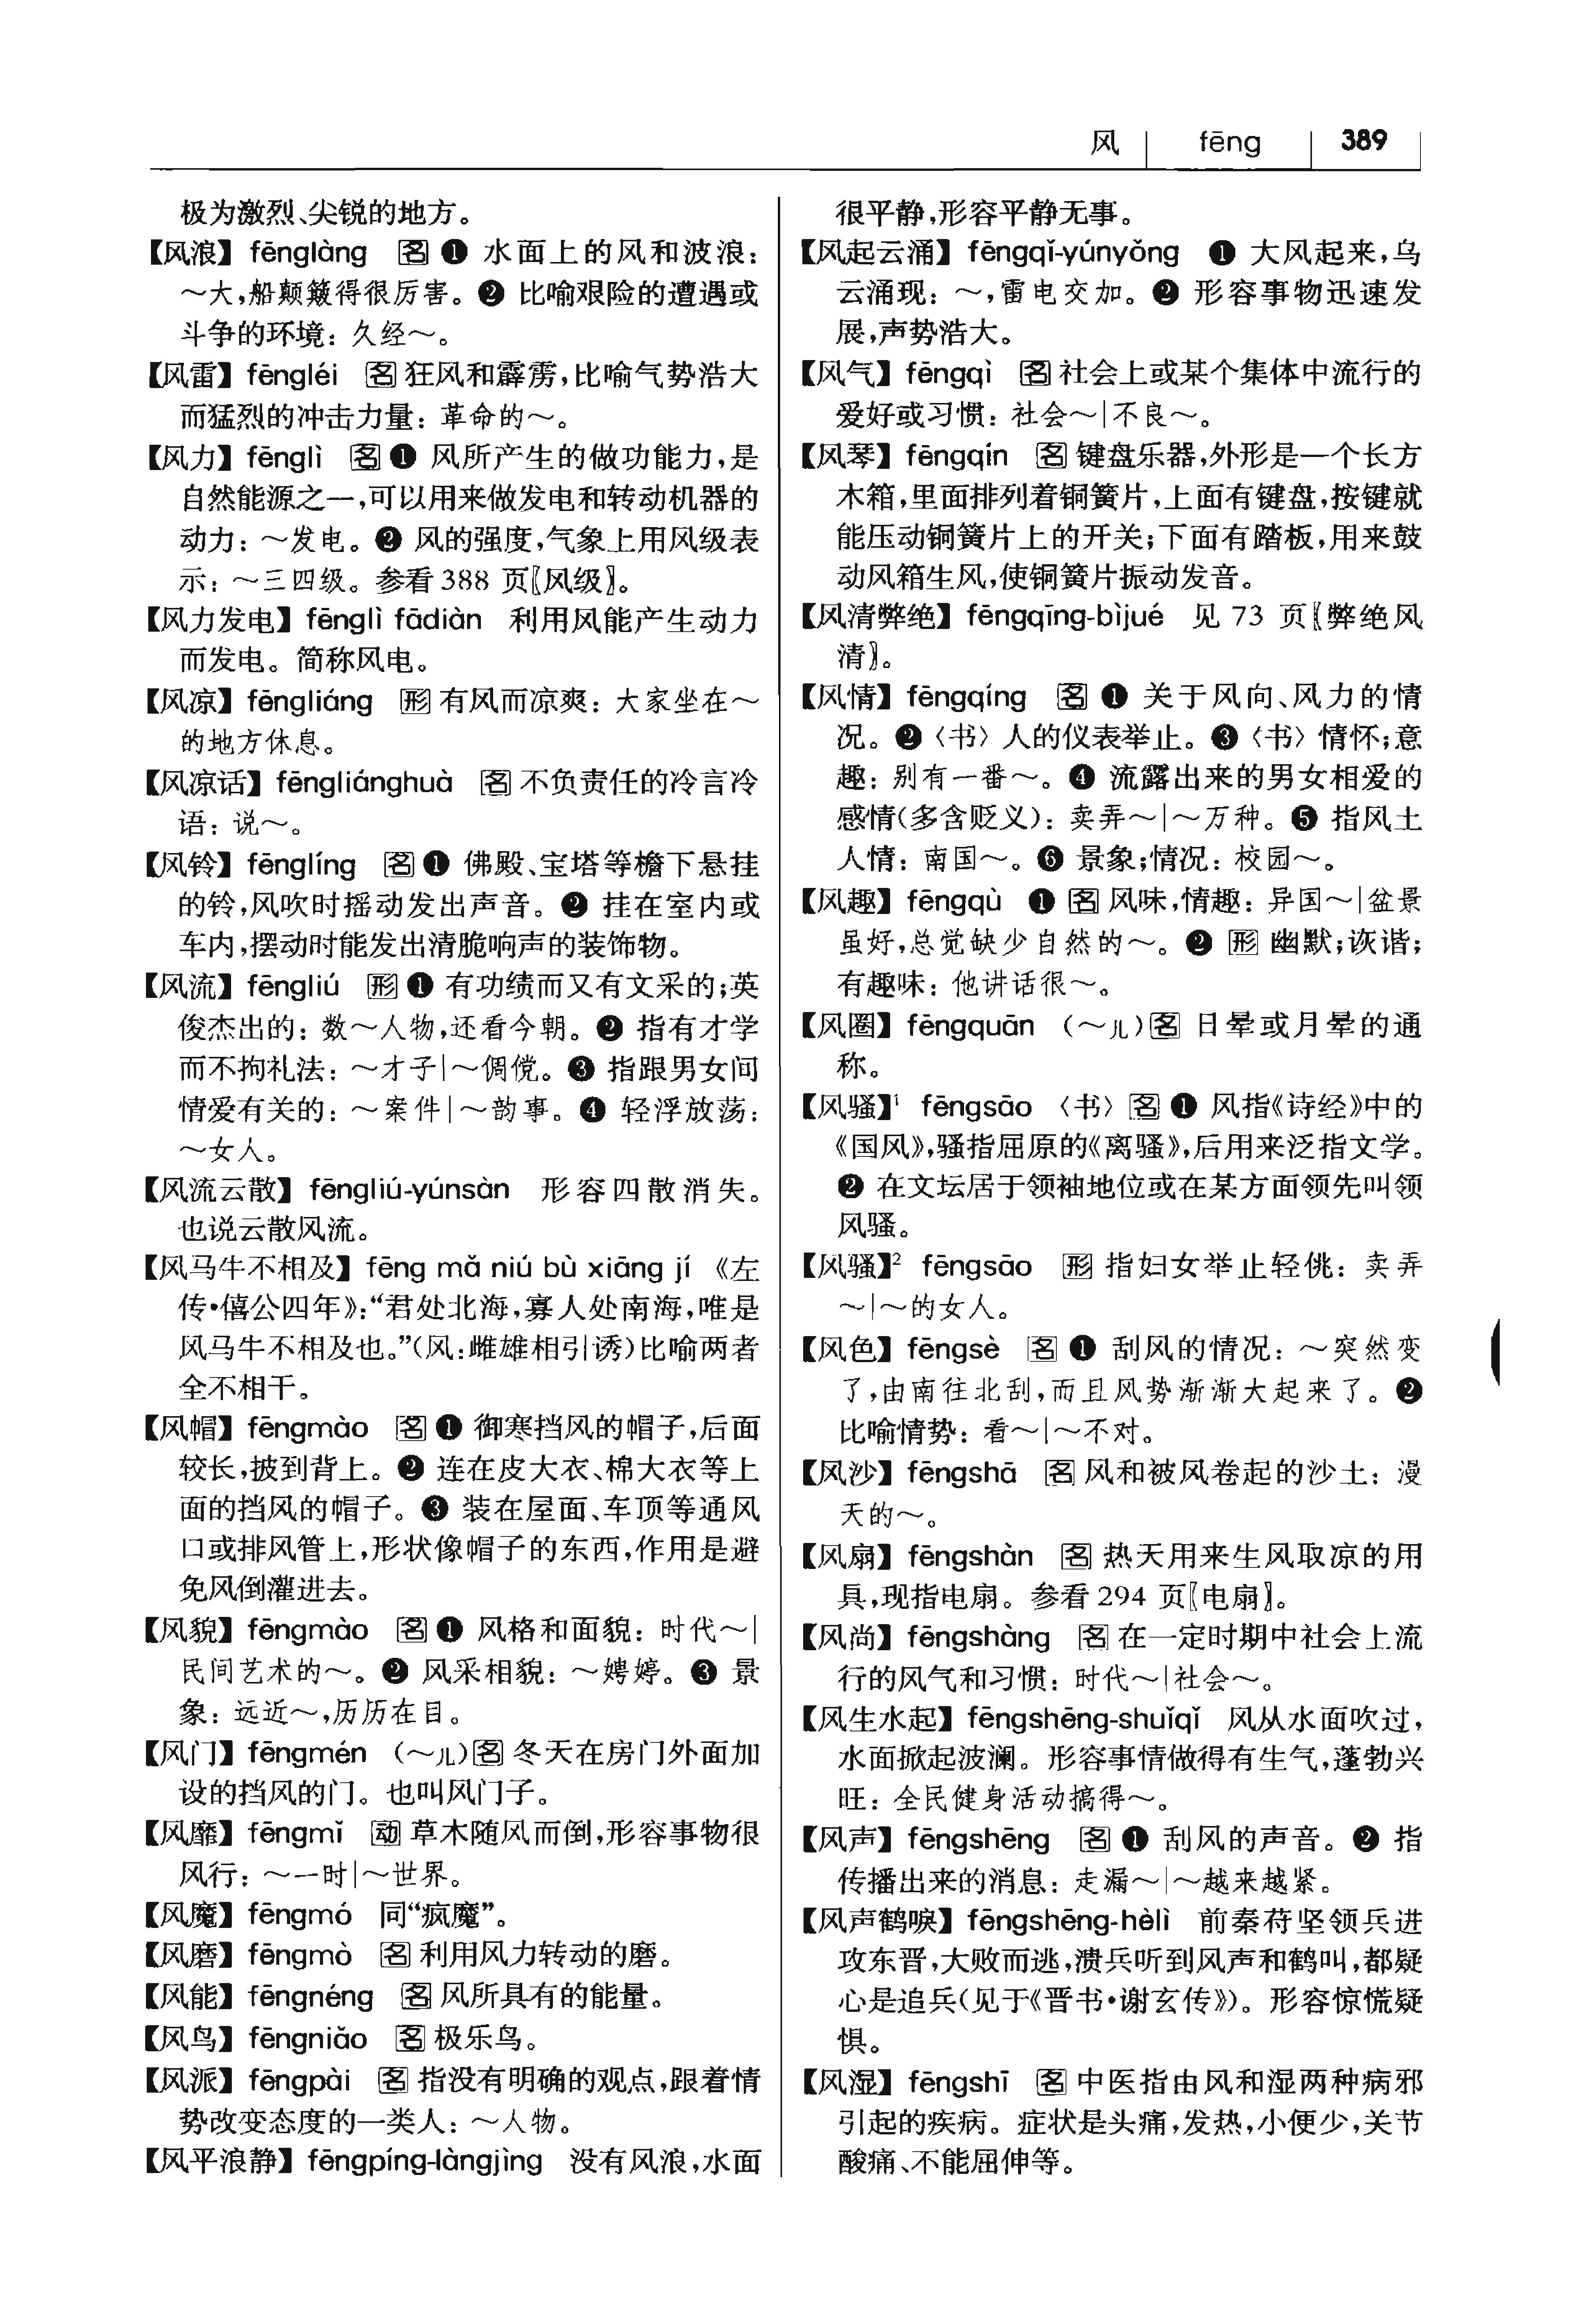 风 fēng 389
极为激烈、尖锐的地方。
【风浪】 fēnglàng 名 ❶ 水面上的风和波浪：
～大，船颠簸得很厉害。❷ 比喻艰险的遭遇或
斗争的环境：久经～。
【风雷】 fēngléi 名 狂风和霹雳，比喻气势浩大
而猛烈的冲击力量：革命的～。
【风力】 fēnglì 名 ❶ 风所产生的做功能力，是
自然能源之一，可以用来做发电和转动机器的
动力：～发电。❷ 风的强度，气象上用风级表
示：～三四级。参看 388 页〖风级〗。
【风力发电】 fēnglì fādiàn 利用风能产生动力
而发电。简称风电。
【风凉】 fēngliáng 形 有风而凉爽：大家坐在～
的地方休息。
【风凉话】 fēngliánghuà 名 不负责任的冷言冷
语：说～。
【风铃】 fēnglíng 名 ❶ 佛殿、宝塔等檐下悬挂
的铃，风吹时摇动发出声音。❷ 挂在室内或
车内，摆动时能发出清脆响声的装饰物。
【风流】 fēngliú 形 ❶ 有功绩而又有文采的；英
俊杰出的：数～人物，还看今朝。❷ 指有才学
而不拘礼法：～才子|～倜傥。❸ 指跟男女间
情爱有关的：～案件|～韵事。❹ 轻浮放荡：
～女人。
【风流云散】 fēngliú-yúnsàn 形容四散消失。
也说云散风流。
【风马牛不相及】 fēng mǎ niú bù xiāng jí 《左
传·僖公四年》：“君处北海，寡人处南海，唯是
风马牛不相及也。”（风：雌雄相引诱）比喻两者
全不相干。
【风帽】 fēngmào 名 ❶ 御寒挡风的帽子，后面
较长，披到背上。❷ 连在皮大衣、棉大衣等上
面的挡风的帽子。❸ 装在屋面、车顶等通风
口或排风管上，形状像帽子的东西，作用是避
免风倒灌进去。
【风貌】 fēngmào 名 ❶ 风格和面貌：时代～|
民间艺术的～。❷ 风采相貌：～娉婷。❸ 景
象：远近～，历历在目。
【风门】 fēngmén （～儿）名 冬天在房门外面加
设的挡风的门。也叫风门子。
【风靡】 fēngmǐ 动 草木随风而倒，形容事物很
风行：～一时|～世界。
【风魔】 fēngmó 同“疯魔”。
【风磨】 fēngmò 名 利用风力转动的磨。
【风能】 fēngnéng 名 风所具有的能量。
【风鸟】 fēngniǎo 名 极乐鸟。
【风派】 fēngpài 名 指没有明确的观点，跟着情
势改变态度的一类人：～人物。
【风平浪静】 fēngpíng-làngjìng 没有风浪，水面
很平静，形容平静无事。
【风起云涌】 fēngqǐ-yúnyǒng ❶ 大风起来，乌
云涌现：～，雷电交加。❷ 形容事物迅速发
展，声势浩大。
【风气】 fēngqì 名 社会上或某个集体中流行的
爱好或习惯：社会～|不良～。
【风琴】 fēngqín 名 键盘乐器，外形是一个长方
木箱，里面排列着铜簧片，上面有键盘，按键就
能压动铜簧片上的开关；下面有踏板，用来鼓
动风箱生风，使铜簧片振动发音。
【风清弊绝】 fēngqīng-bìjué 见 73 页〖弊绝风
清〗。
【风情】 fēngqíng 名 ❶ 关于风向、风力的情
况。❷〈书〉人的仪表举止。❸〈书〉情怀；意
趣：别有一番～。❹ 流露出来的男女相爱的
感情（多含贬义）：卖弄～|～万种。❺ 指风土
人情：南国～。❻ 景象；情况：校园～。
【风趣】 fēngqù ❶ 名 风味，情趣：异国～|盆景
虽好，总觉缺少自然的～。❷ 形 幽默；诙谐；
有趣味：他讲话很～。
【风圈】 fēngquān （～儿）名 日晕或月晕的通
称。
【风骚】¹ fēngsāo 〈书〉名 ❶ 风指《诗经》中的
《国风》，骚指屈原的《离骚》，后用来泛指文学。
❷ 在文坛居于领袖地位或在某方面领先叫领
风骚。
【风骚】² fēngsāo 形 指妇女举止轻佻：卖弄
～|～的女人。
【风色】 fēngsè 名 ❶ 刮风的情况：～突然变
了，由南往北刮，而且风势渐渐大起来了。❷
比喻情势：看～|～不对。
【风沙】 fēngshā 名 风和被风卷起的沙土：漫
天的～。
【风扇】 fēngshàn 名 热天用来生风取凉的用
具，现指电扇。参看 294 页〖电扇〗。
【风尚】 fēngshàng 名 在一定时期中社会上流
行的风气和习惯：时代～|社会～。
【风生水起】 fēngshēng-shuǐqǐ 风从水面吹过，
水面掀起波澜。形容事情做得有生气，蓬勃兴
旺：全民健身活动搞得～。
【风声】 fēngshēng 名 ❶ 刮风的声音。❷ 指
传播出来的消息：走漏～|～越来越紧。
【风声鹤唳】 fēngshēng-hèlì 前秦苻坚领兵进
攻东晋，大败而逃，溃兵听到风声和鹤叫，都疑
心是追兵（见于《晋书·谢玄传》）。形容惊慌疑
惧。
【风湿】 fēngshī 名 中医指由风和湿两种病邪
引起的疾病。症状是头痛，发热，小便少，关节
酸痛、不能屈伸等。